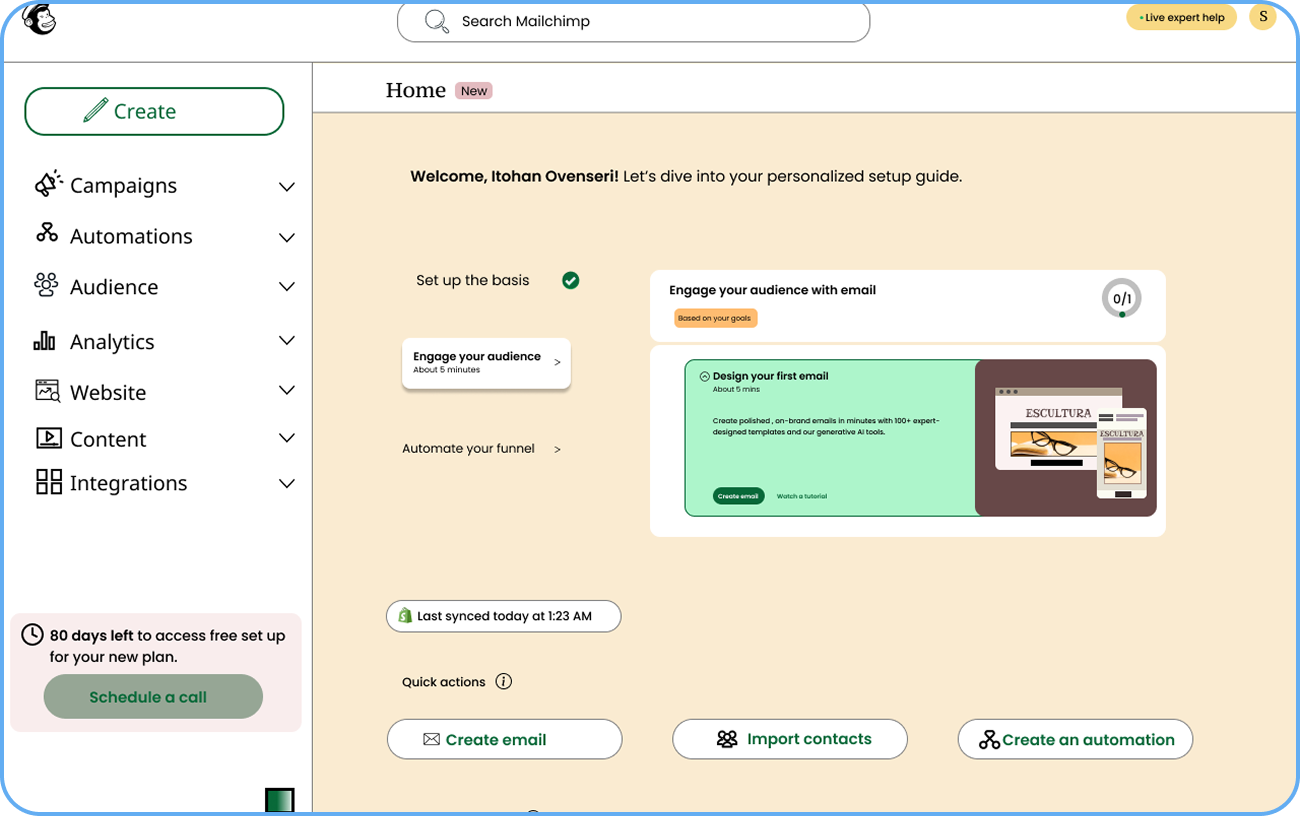 Search Mailchimp
Live expert help
S
Create
Home
New
Campaigns
Automations
Audience
Analytics
Website
Content
Integrations
80 days left to access free set up
for your new plan.
Schedule a call
Welcome, Itohan Ovenseri! Let’s dive into your personalized setup guide.
Set up the basis
Engage your audience
About 5 minutes
>
Automate your funnel >
Engage your audience with email
Based on your goals
0/1
Design your first email
About 5 mins
Create polished , on-brand emails in minutes with 100+ expert-
designed templates and our generative AI tools.
Create email
Watch a tutorial
ESCULTURA
ESCULTURA
Last synced today at 1:23 AM
Quick actions
Create email
Import contacts
Create an automation